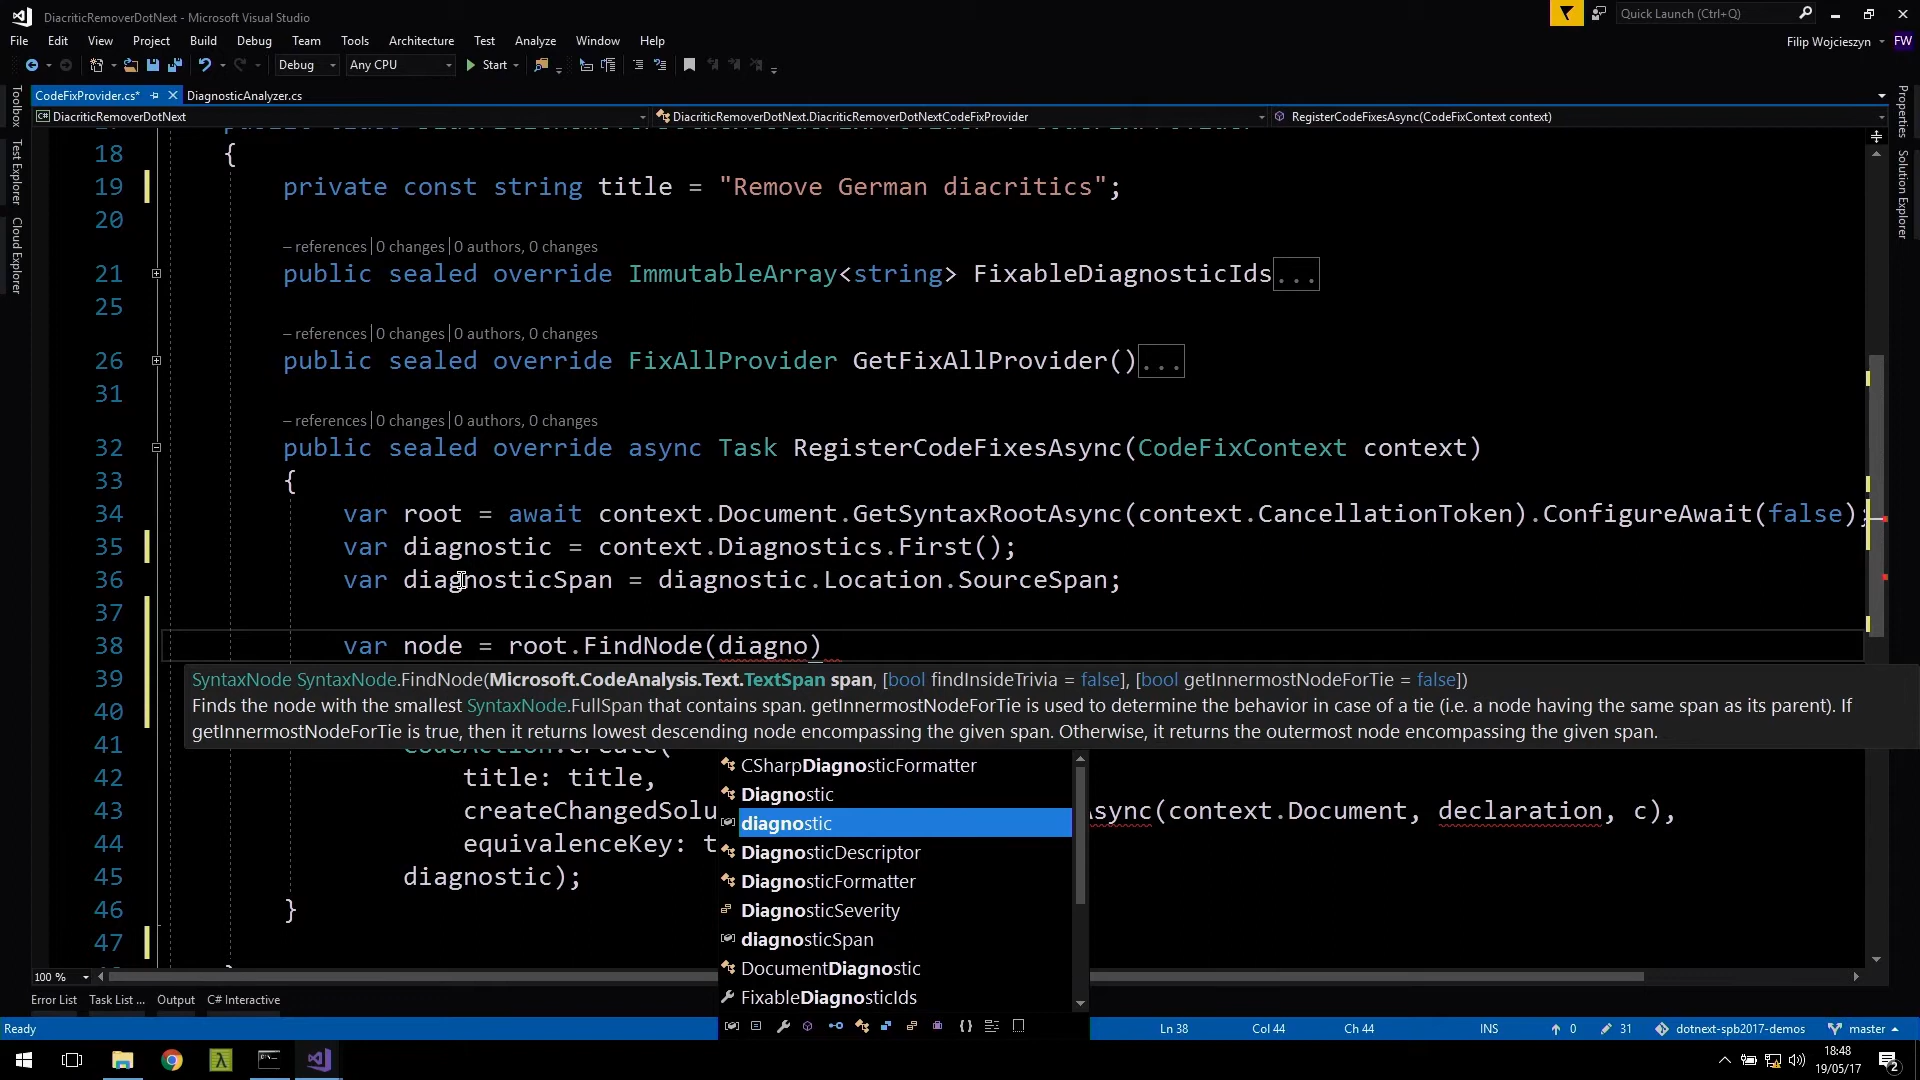 DiacriticRemoverDotNext - Microsoft Visual Studio
Quick Launch (Ctrl+Q)
File Edit View Project Build Debug Team Tools Architecture Test Analyze Window Help
Filip Wojcieszyn FW
Debug Any CPU Start
CodeFixProvider.cs* DiagnosticAnalyzer.cs
DiacriticRemoverDotNext DiacriticRemoverDotNext.DiacriticRemoverDotNextCodeFixProvider RegisterCodeFixesAsync(CodeFixContext context)
Toolbox
Test Explorer
Cloud Explorer
Properties
Solution Explorer
18 {
19 private const string title = "Remove German diacritics";
20
– references|0 changes|0 authors, 0 changes
21 public sealed override ImmutableArray<string> FixableDiagnosticIds...
25
– references|0 changes|0 authors, 0 changes
26 public sealed override FixAllProvider GetFixAllProvider()...
31
– references|0 changes|0 authors, 0 changes
32 public sealed override async Task RegisterCodeFixesAsync(CodeFixContext context)
33 {
34 var root = await context.Document.GetSyntaxRootAsync(context.CancellationToken).ConfigureAwait(false);
35 var diagnostic = context.Diagnostics.First();
36 var diagnosticSpan = diagnostic.Location.SourceSpan;
37
38 var node = root.FindNode(diagno)
39 SyntaxNode SyntaxNode.FindNode(Microsoft.CodeAnalysis.Text.TextSpan span, [bool findInsideTrivia = false], [bool getInnermostNodeForTie = false])
40 Finds the node with the smallest SyntaxNode.FullSpan that contains span. getInnermostNodeForTie is used to determine the behavior in case of a tie (i.e. a node having the same span as its parent). If
getInnermostNodeForTie is true, then it returns lowest descending node encompassing the given span. Otherwise, it returns the outermost node encompassing the given span.
41 CodeAction.Create(
42 title: title,
43 createChangedSolu Async(context.Document, declaration, c),
44 equivalenceKey: t
45 diagnostic);
46 }
47
CSharpDiagnosticFormatter
Diagnostic
diagnostic
DiagnosticDescriptor
DiagnosticFormatter
DiagnosticSeverity
diagnosticSpan
DocumentDiagnostic
FixableDiagnosticIds
100 %
Error List Task List ... Output C# Interactive
Ready Ln 38 Col 44 Ch 44 INS 0 31 dotnext-spb2017-demos master
18:48
19/05/17
2